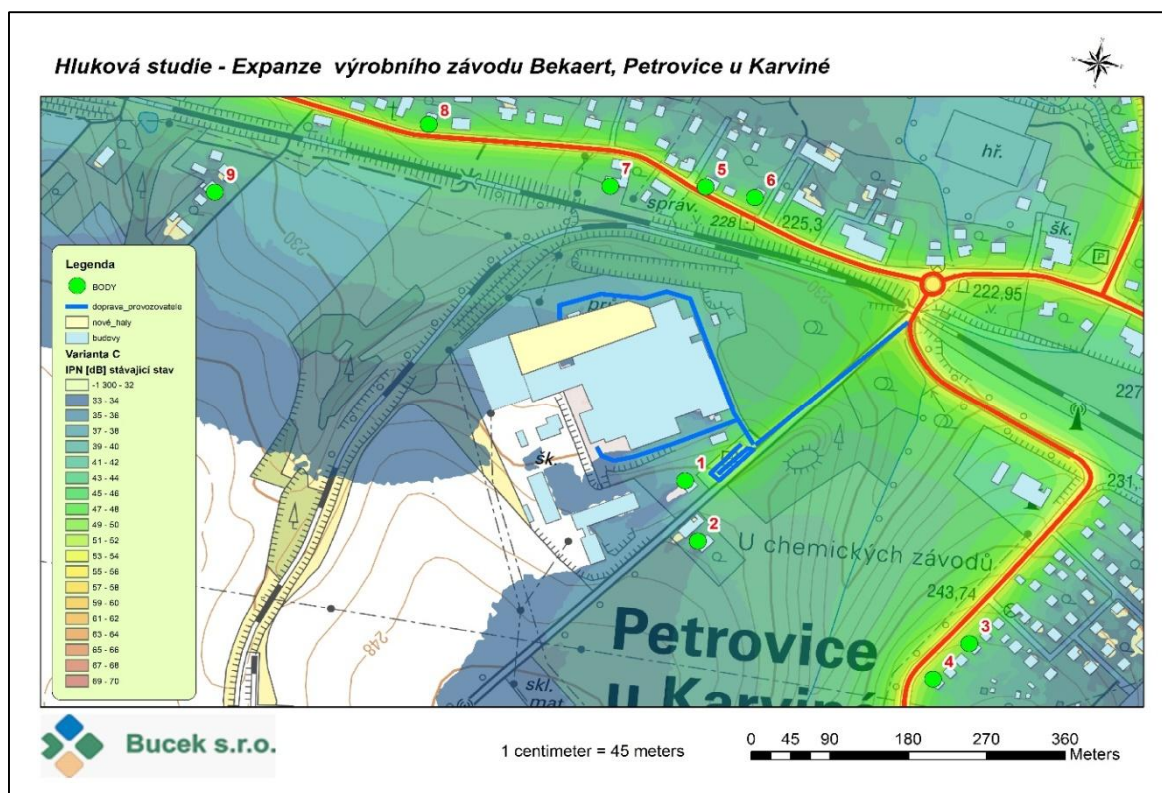 Hluková studie - Expanze výrobního závodu Bekaert, Petrovice u Karviné
8
9
7
5
6
správ.
228
225,3
hř.
šk.
P
222,95
230
230
227
231,
prů
šk.
1
2
U chemických závodů
243,74
3
4
248
Petrovice
u Karviné
skl.
mat.
Legenda
BODY
doprava_provozovatele
nové_haly
budovy
Varianta C
IPN [dB] stávající stav
-1 300 - 32
33 - 34
35 - 36
37 - 38
39 - 40
41 - 42
43 - 44
45 - 46
47 - 48
49 - 50
51 - 52
53 - 54
55 - 56
57 - 58
59 - 60
61 - 62
63 - 64
65 - 66
67 - 68
69 - 70
Bucek s.r.o.
1 centimeter = 45 meters
0 45 90 180 270 360
Meters